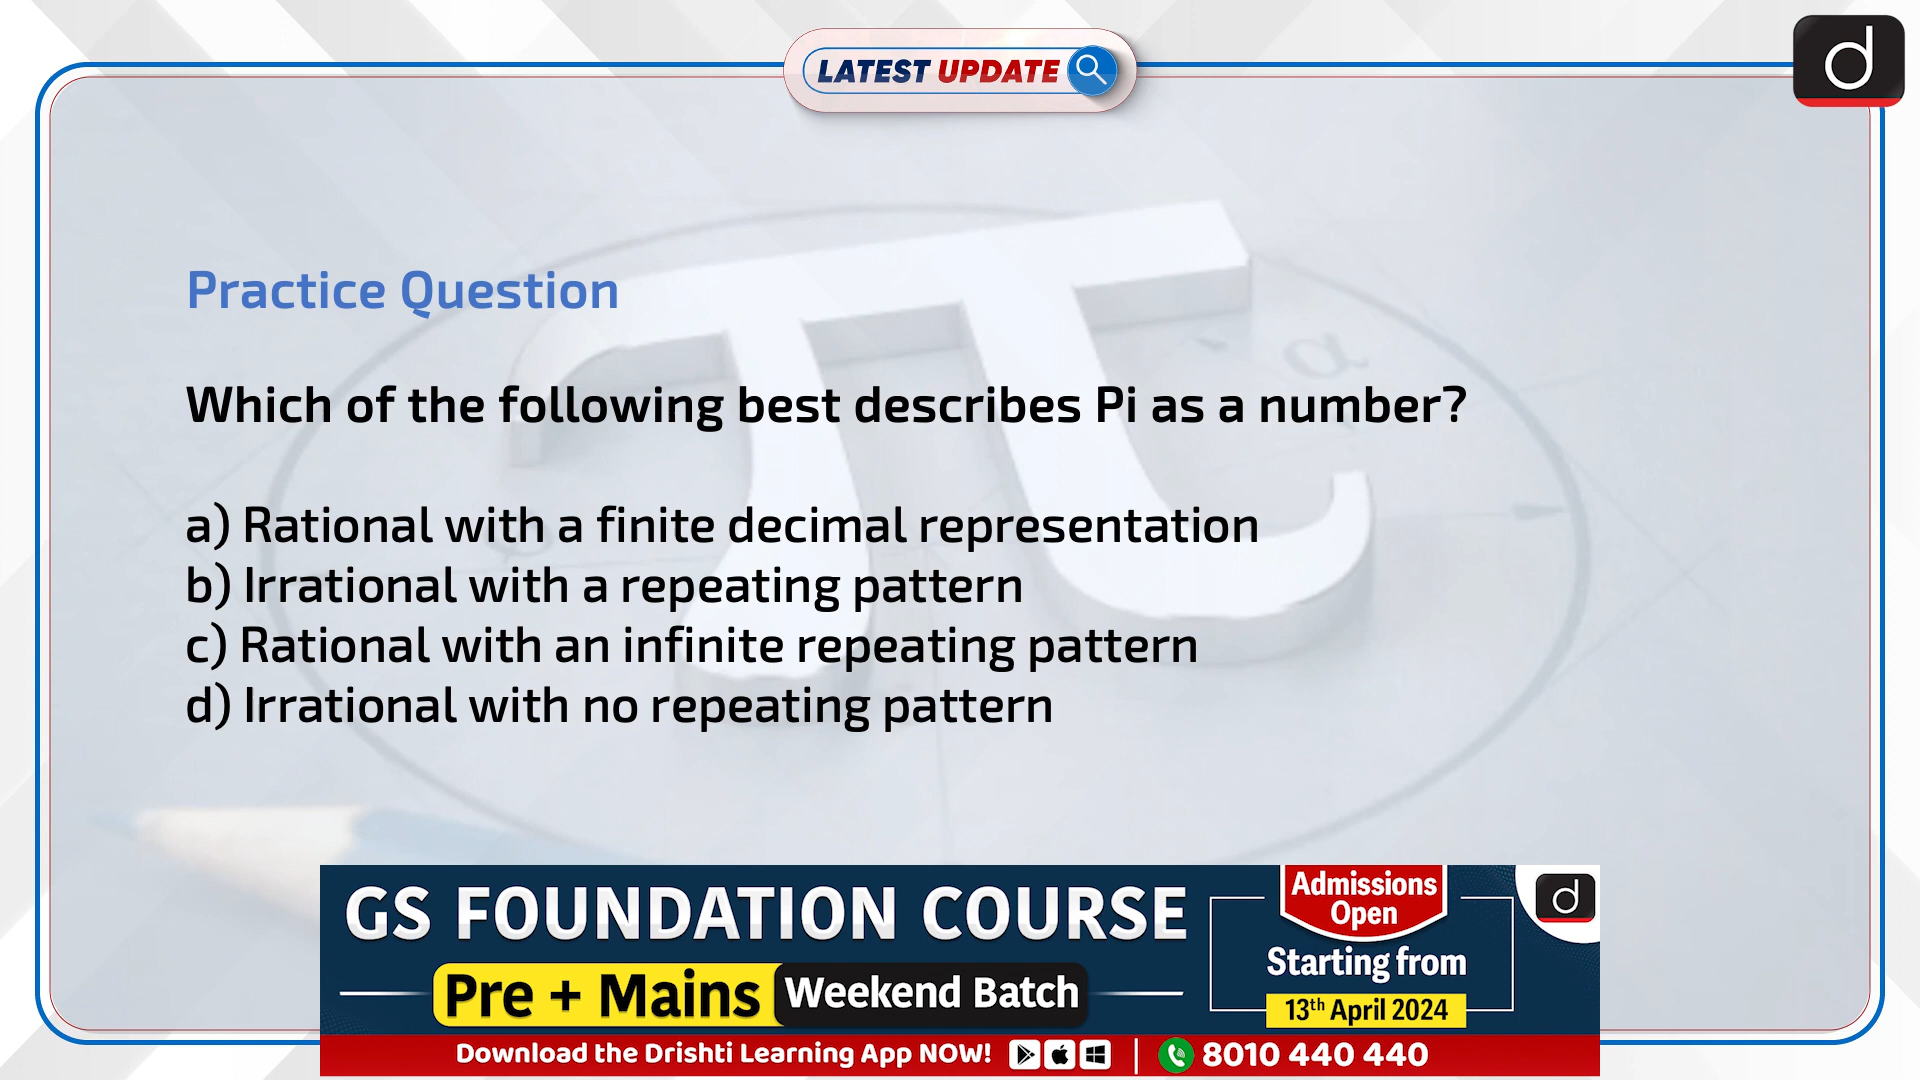 LATEST UPDATE
d
Practice Question
Which of the following best describes Pi as a number?
a) Rational with a finite decimal representation
b) Irrational with a repeating pattern
c) Rational with an infinite repeating pattern
d) Irrational with no repeating pattern
π
α
GS FOUNDATION COURSE
Pre + Mains Weekend Batch
Admissions
Open
Starting from
13th April 2024
d
Download the Drishti Learning App NOW! | 8010 440 440